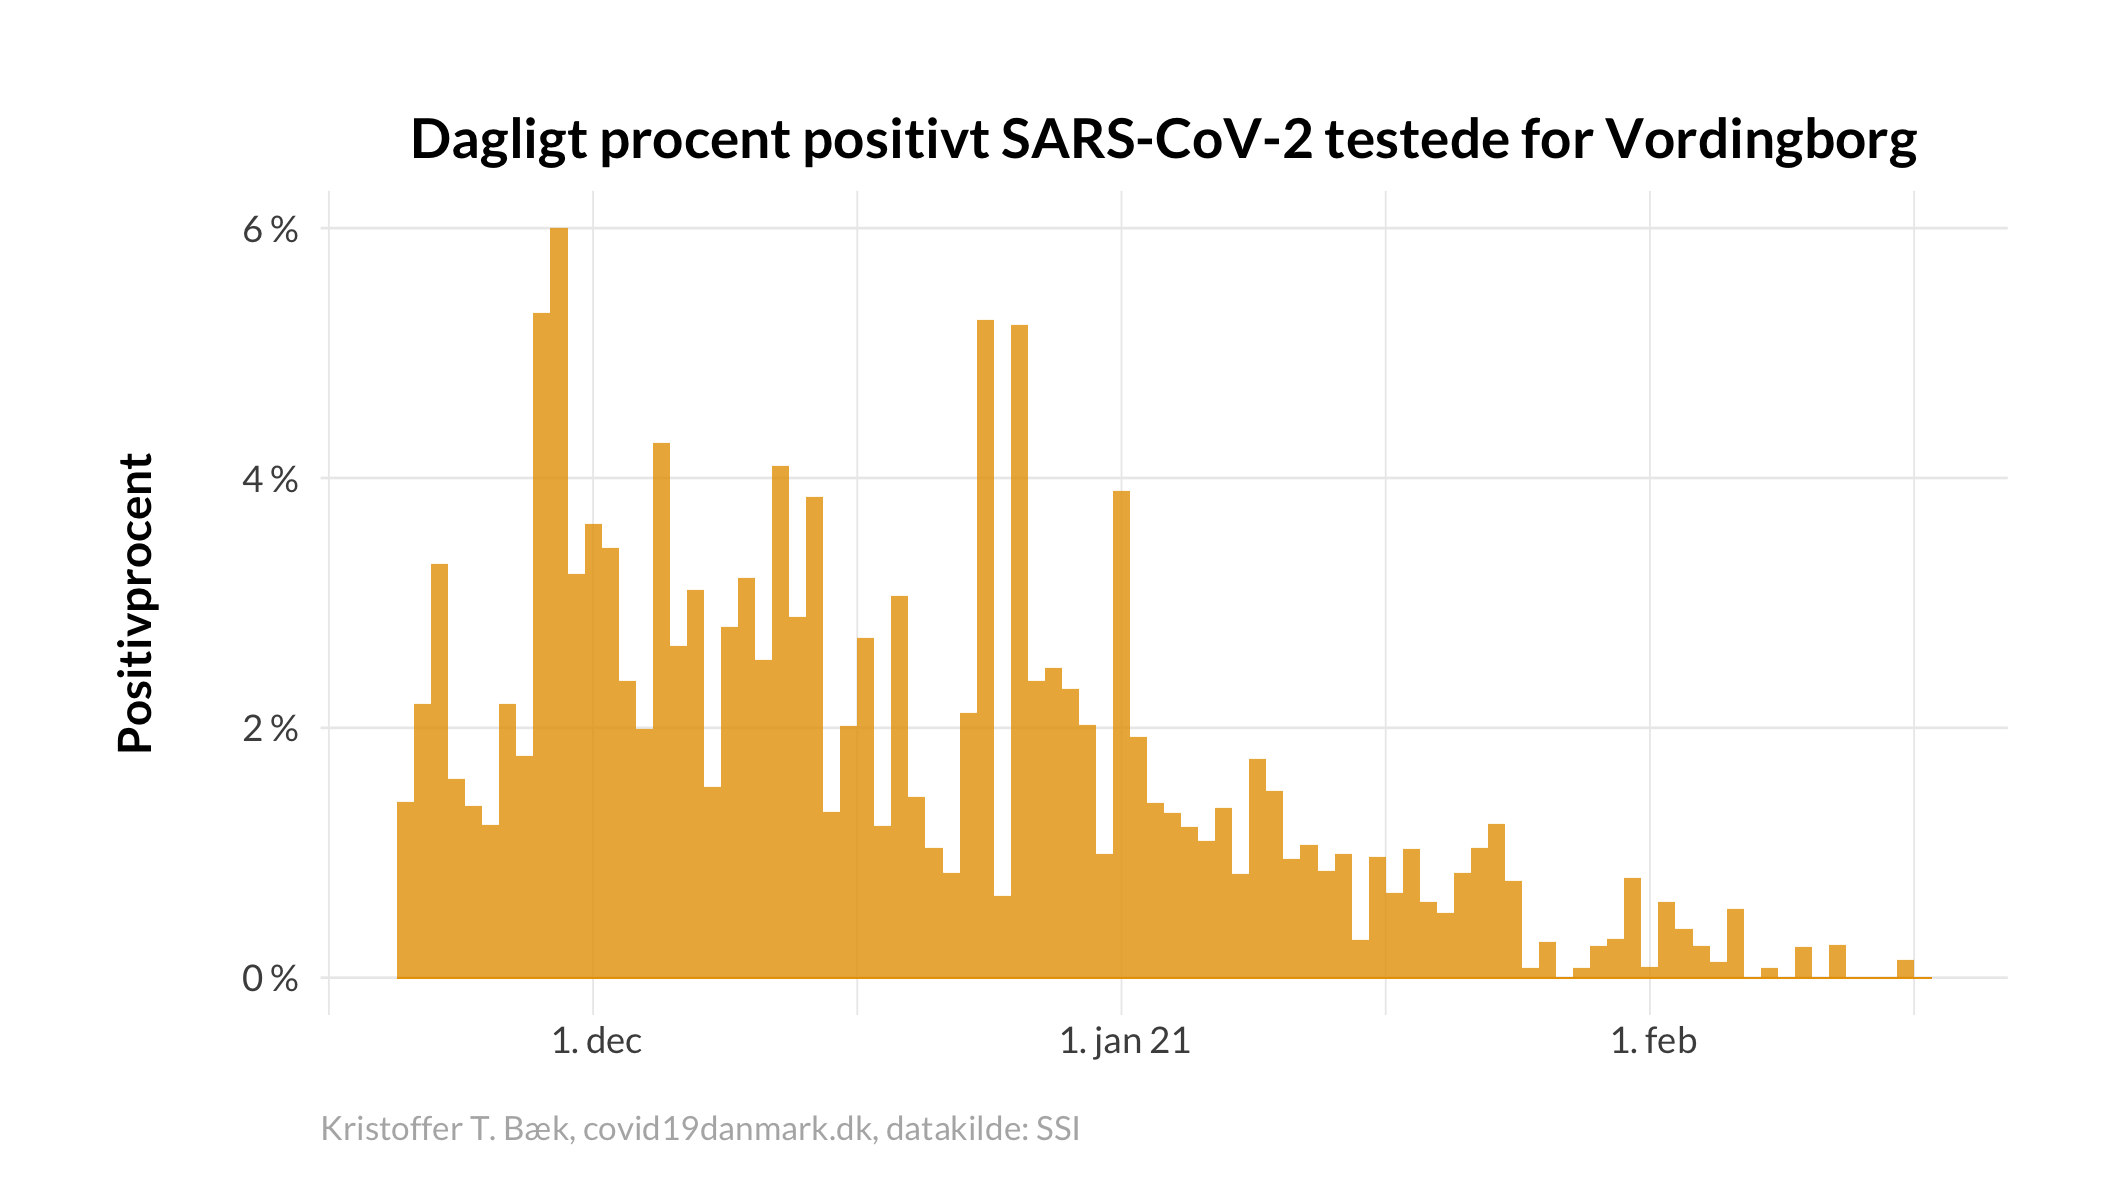 Dagligt procent positivt SARS-CoV-2 testede for Vordingborg
Positivprocent
6 %
4 %
2 %
0 %
1. dec
1. jan 21
1. feb
Kristoffer T. Bæk, covid19danmark.dk, datakilde: SSI